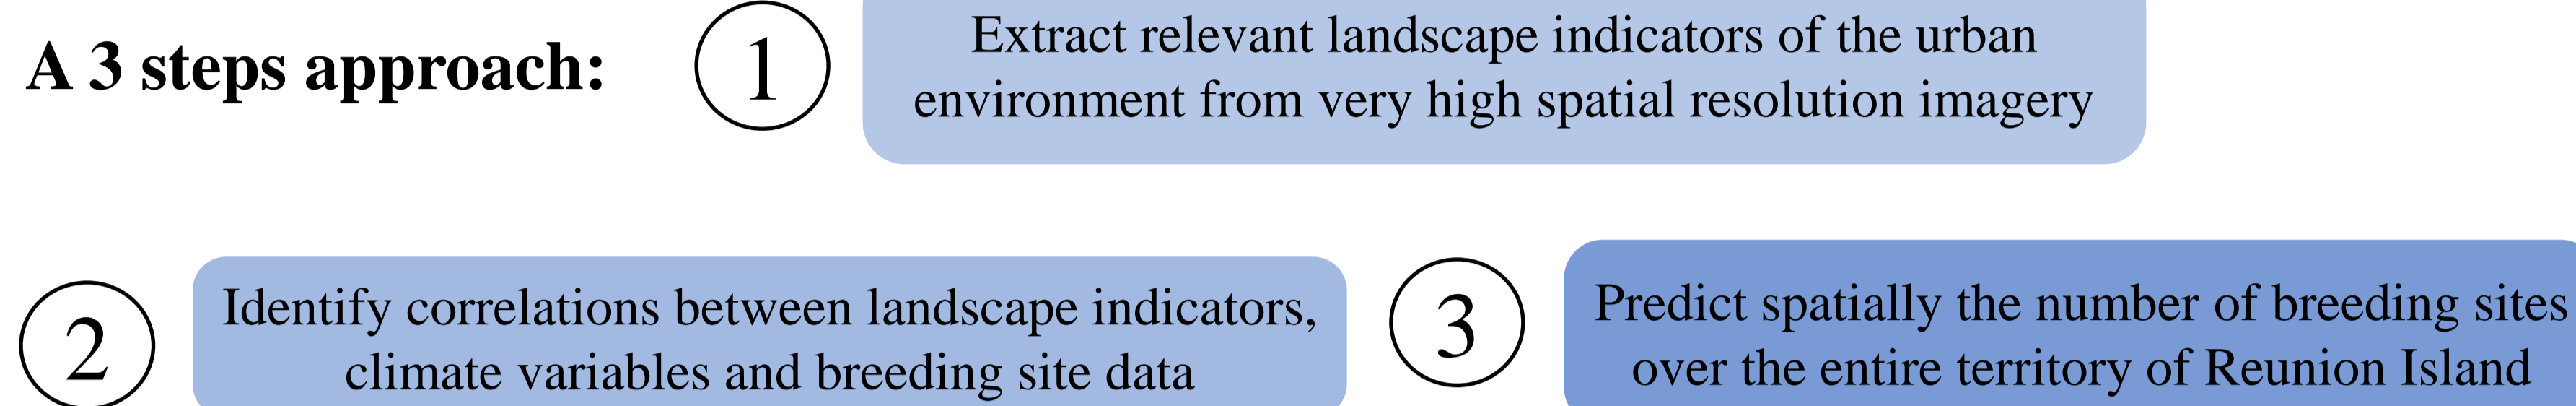 A 3 steps approach:
1
Extract relevant landscape indicators of the urban
environment from very high spatial resolution imagery
2
Identify correlations between landscape indicators,
climate variables and breeding site data
3
Predict spatially the number of breeding sites
over the entire territory of Reunion Island